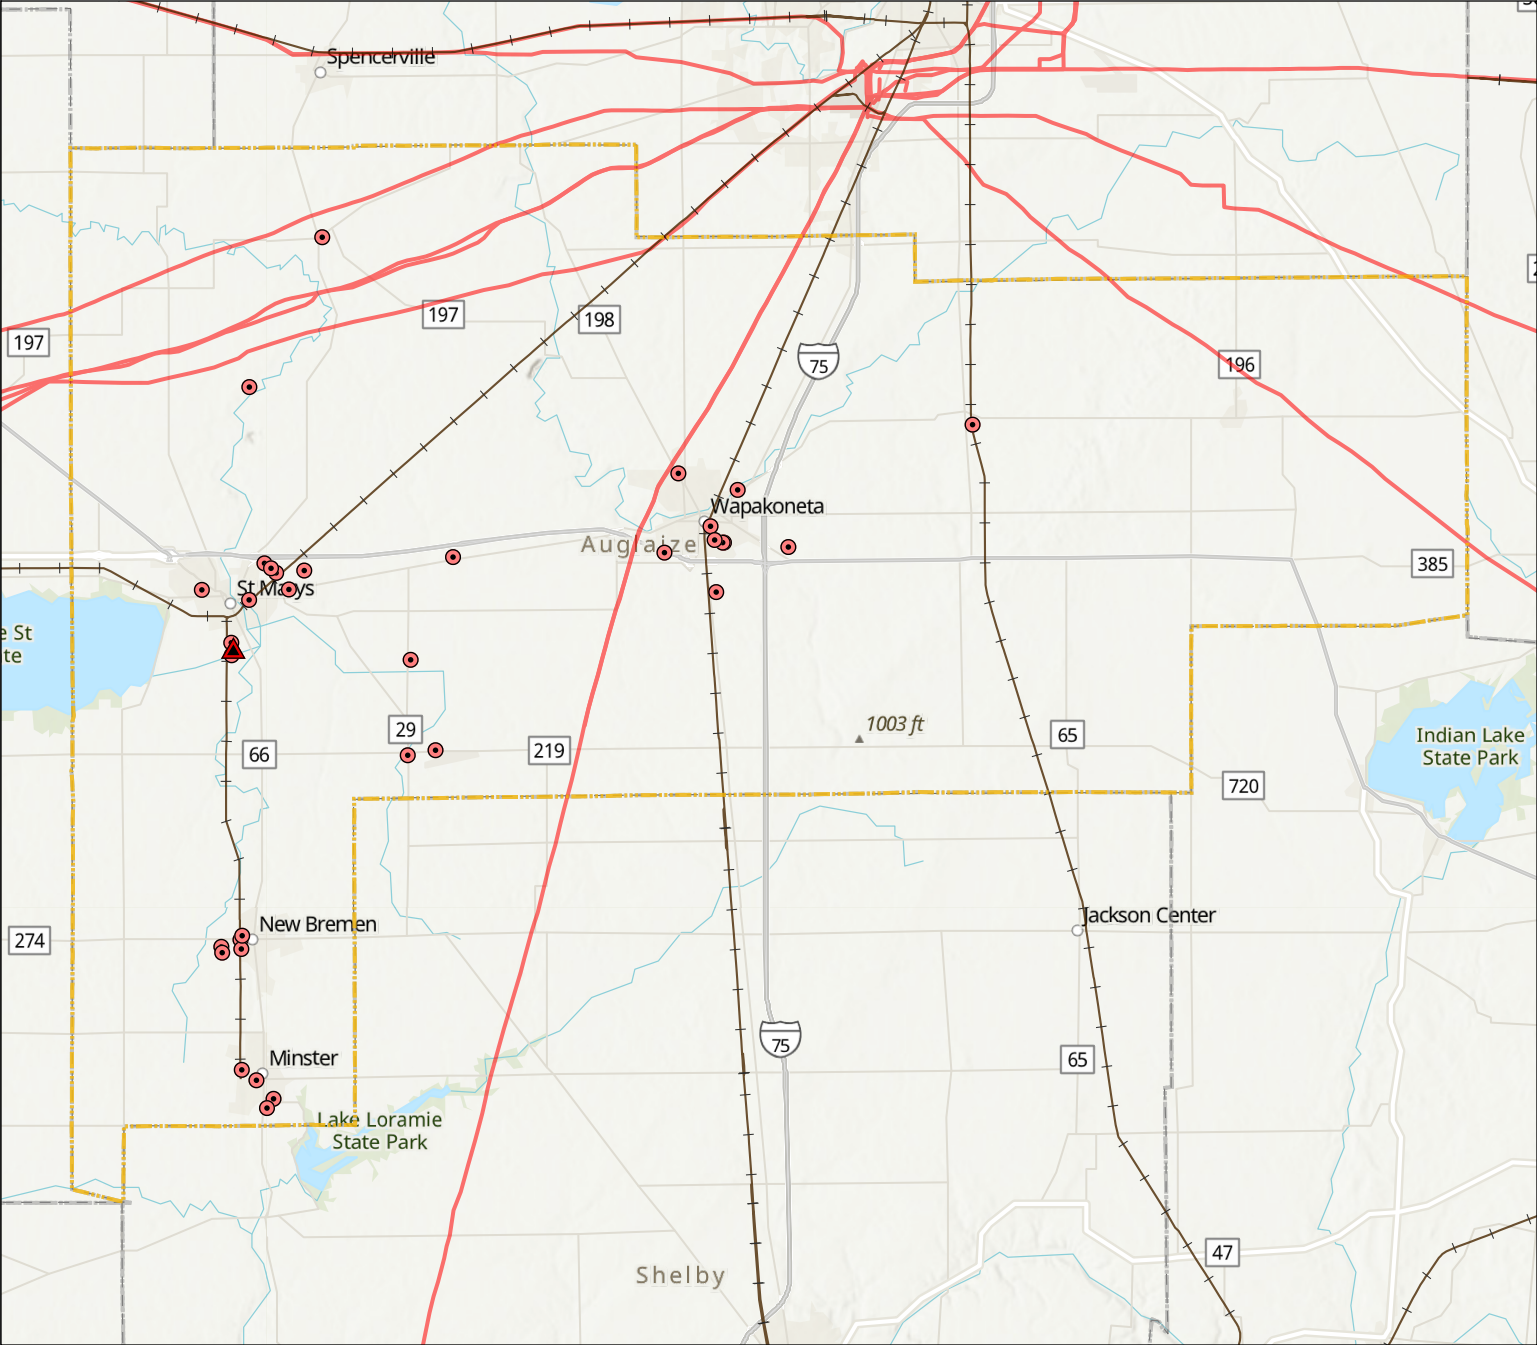 Spencerville
197
198
197
75
196
Wapakoneta
Auglaize
385
St Marys
e St
te
1003 ft
29
66
219
65
Indian Lake
State Park
720
Jackson Center
New Bremen
274
75
Minster
65
Lake Loramie
State Park
47
Shelby